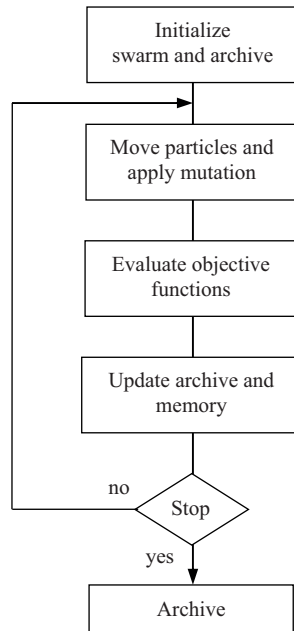 Initialize
swarm and archive
Move particles and
apply mutation
Evaluate objective
functions
Update archive and
memory
no
Stop
yes
Archive